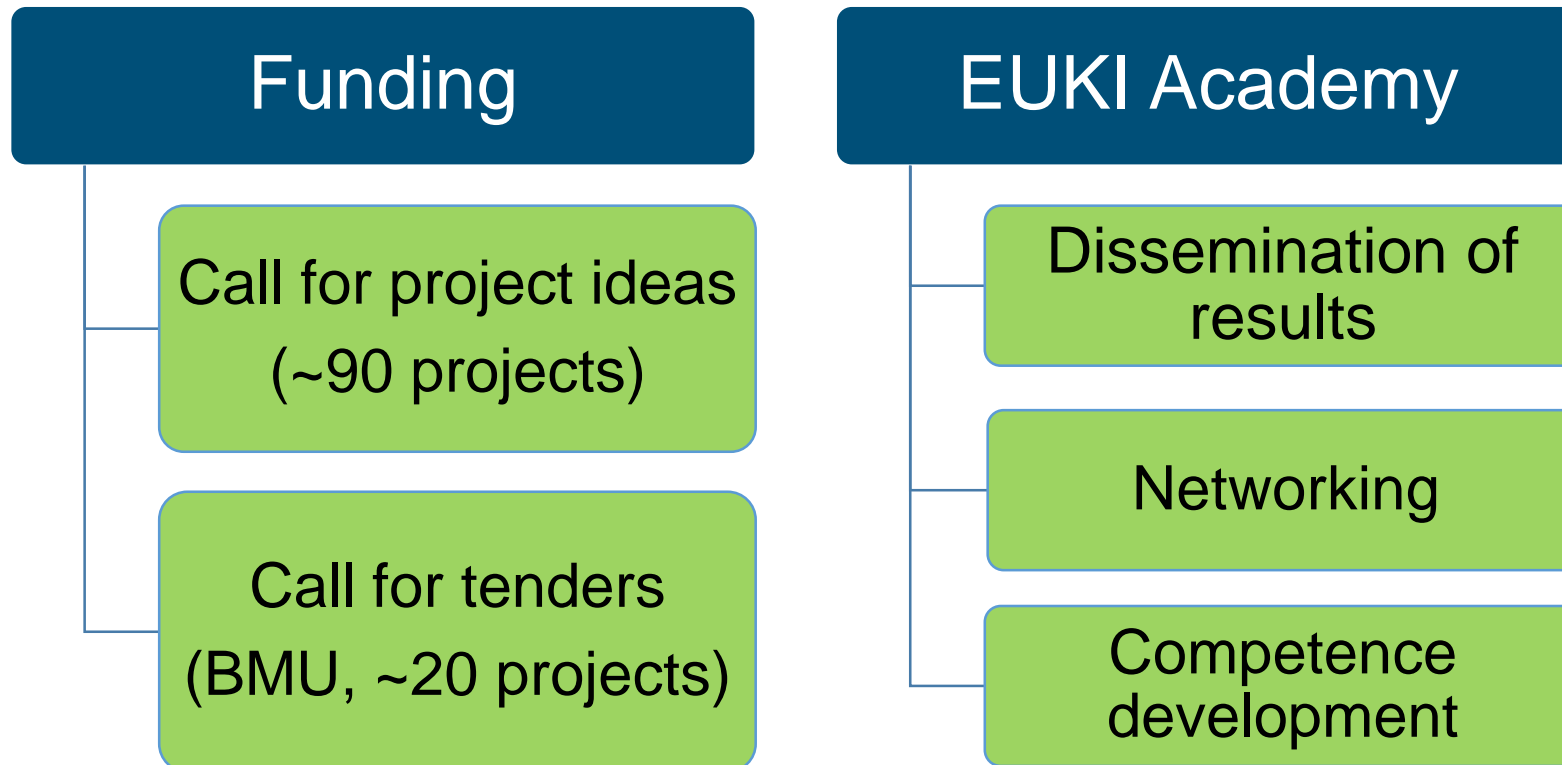 Funding
Call for project ideas
(~90 projects)
Call for tenders
(BMU, ~20 projects)
EUKI Academy
Dissemination of
results
Networking
Competence
development